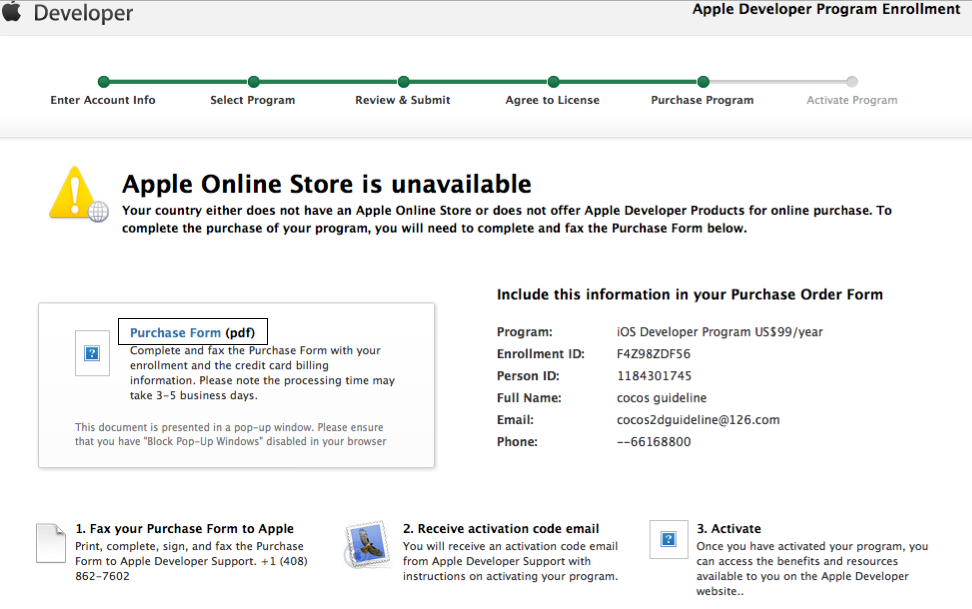 Developer
Apple Developer Program Enrollment
Enter Account Info
Select Program
Review & Submit
Agree to License
Purchase Program
Activate Program
Apple Online Store is unavailable
Your country either does not have an Apple Online Store or does not offer Apple Developer Products for online purchase. To
complete the purchase of your program, you will need to complete and fax the Purchase Form below.
Purchase Form (pdf)
Complete and fax the Purchase Form with your
enrollment and the credit card billing
information. Please note the processing time may
take 3-5 business days.
This document is presented in a pop-up window. Please ensure
that you have "Block Pop-Up Windows" disabled in your browser
Include this information in your Purchase Order Form
Program: iOS Developer Program US$99/year
Enrollment ID: F4Z98ZDF56
Person ID: 1184301745
Full Name: cocos guideline
Email: cocos2dguideline@126.com
Phone: --66168800
1. Fax your Purchase Form to Apple
Print, complete, sign, and fax the Purchase
Form to Apple Developer Support. +1 (408)
862-7602
2. Receive activation code email
You will receive an activation code email
from Apple Developer Support with
instructions on activating your program.
3. Activate
Once you have activated your program, you
can access the benefits and resources
available to you on the Apple Developer
website..